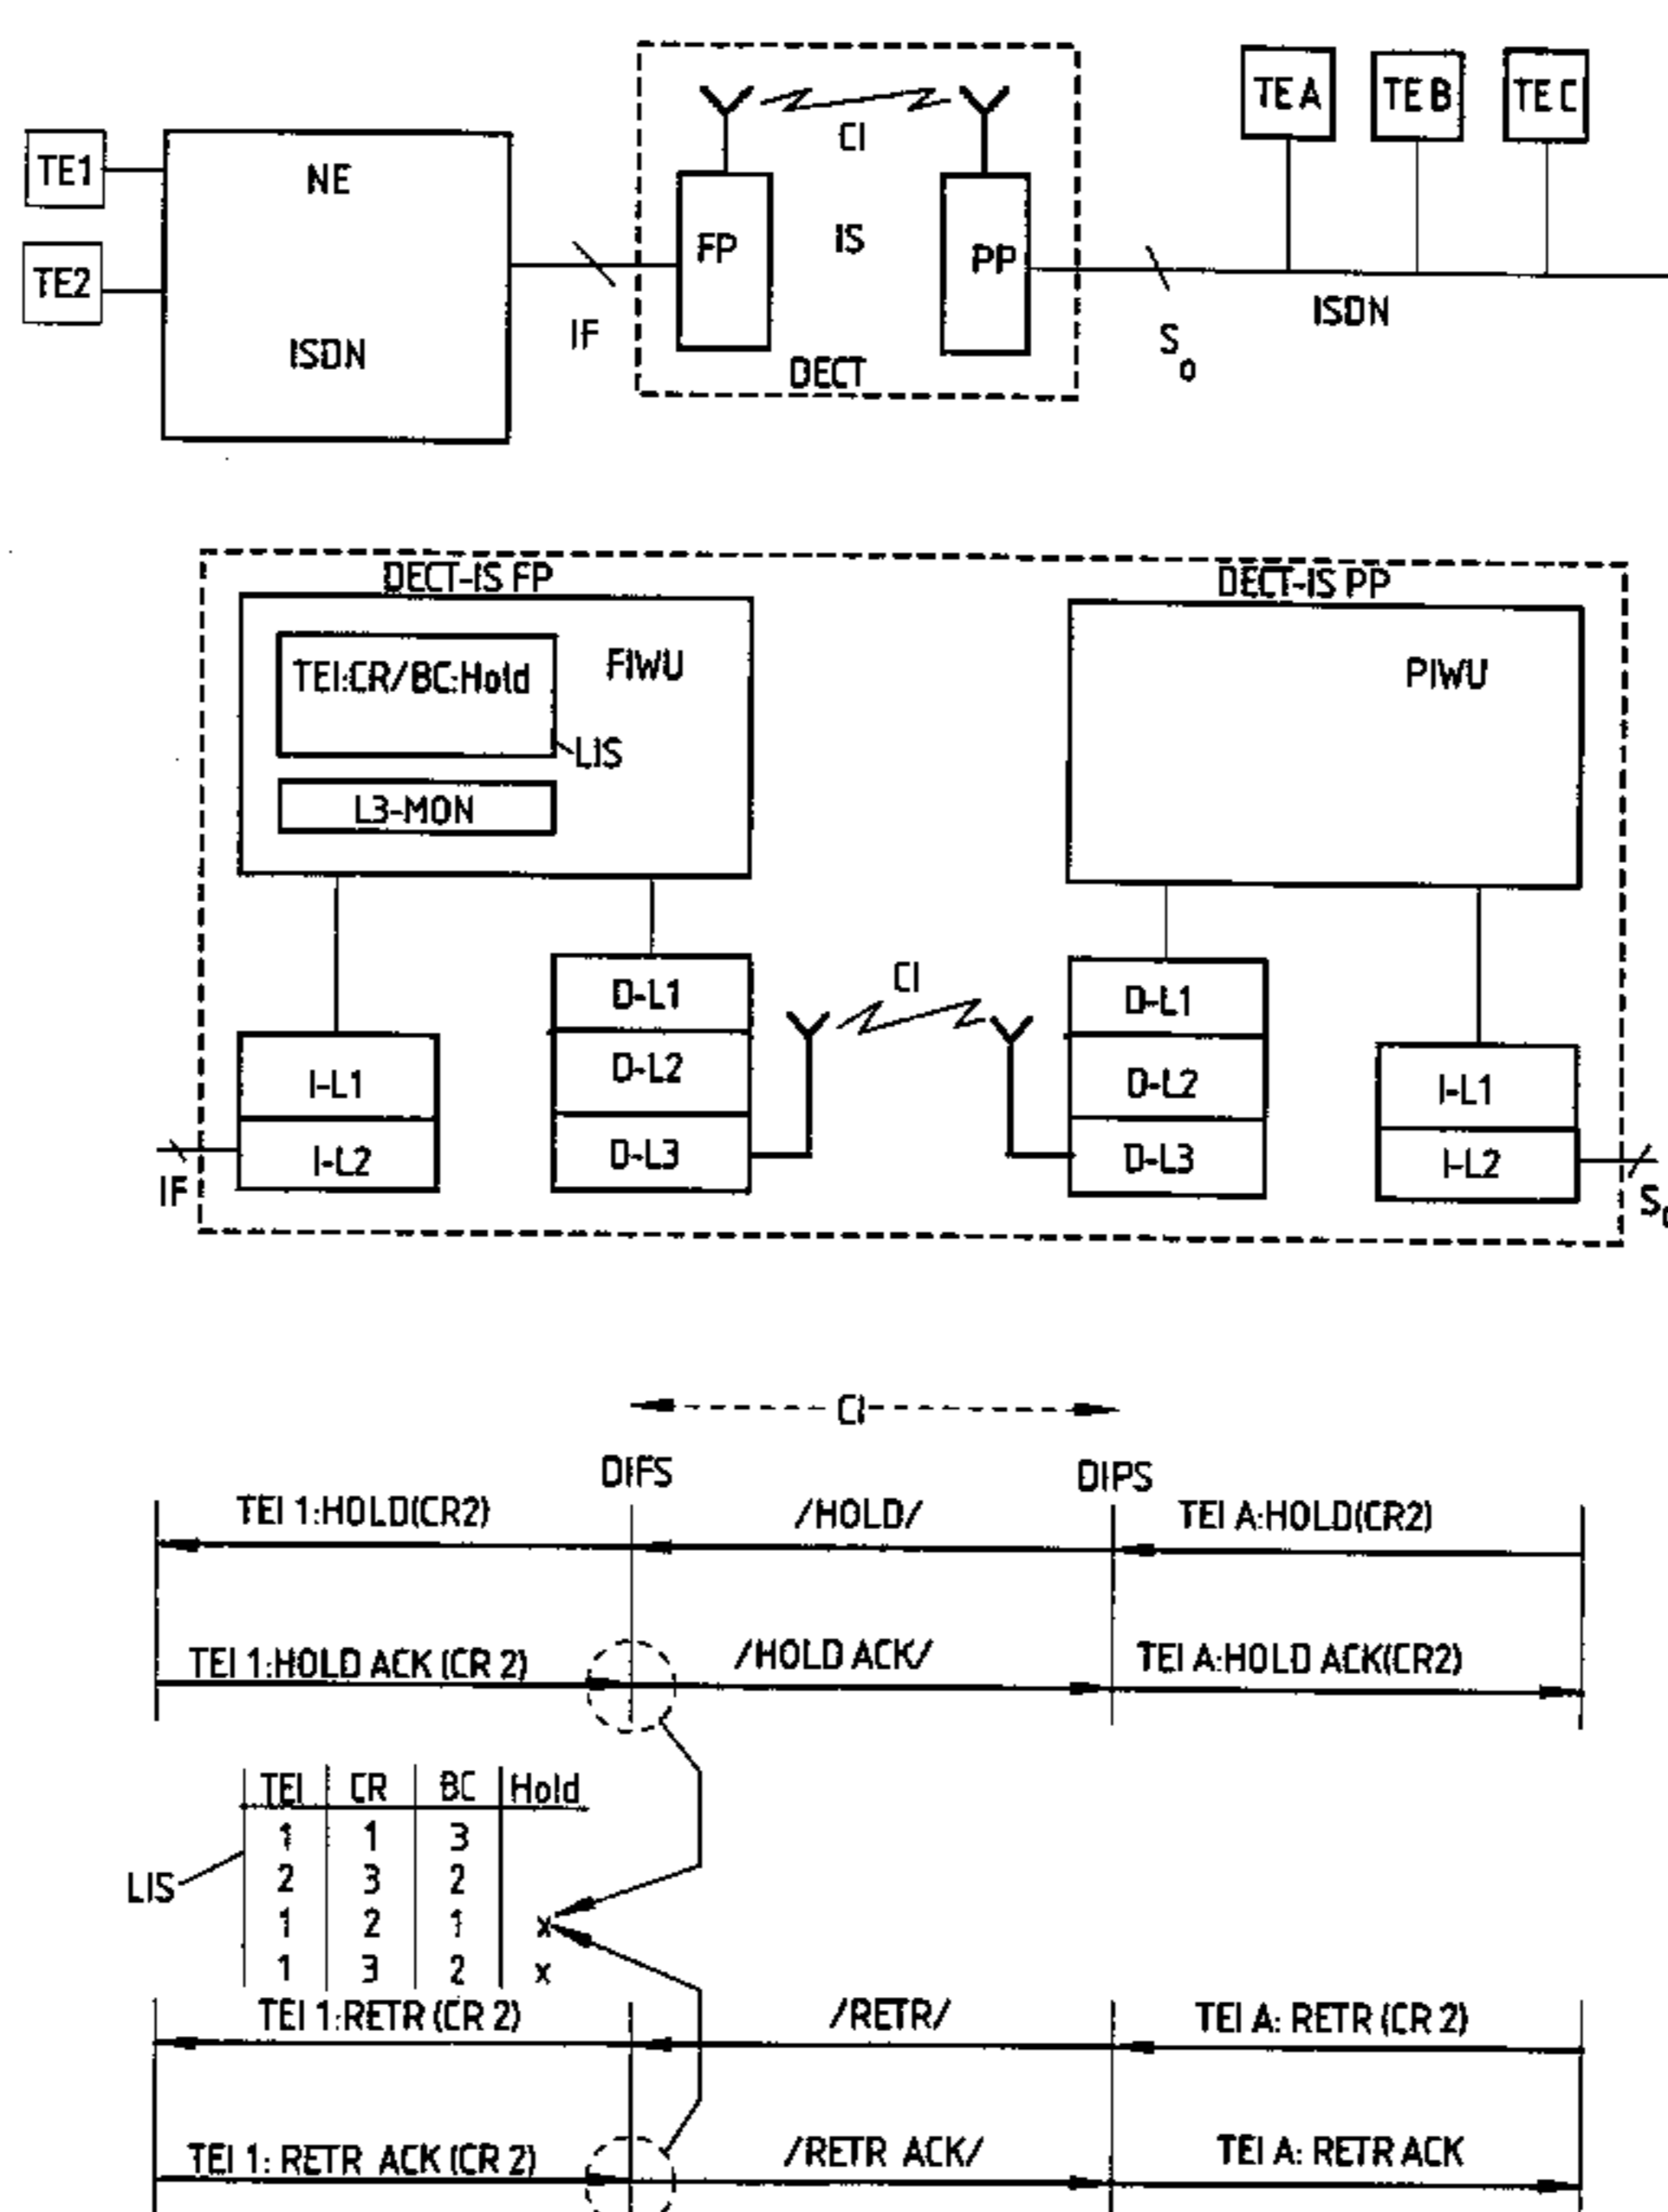 TE1
TE2
NE
ISDN
IF
FP
CI
IS
PP
DECT
S
o
TE A
TE B
TE C
ISDN
DECT-IS FP
DECT-IS PP
TEI:CR/BC:Hold
FIWU
PIWU
LIS
L3-MON
CI
D-L1
D-L2
D-L3
D-L1
D-L2
D-L3
I-L1
I-L2
I-L1
I-L2
IF
S
CI
DIFS
DIPS
TEI 1:HOLD(CR2)
/HOLD/
TEI A:HOLD(CR2)
TEI 1:HOLD ACK (CR 2)
/HOLD ACK/
TEI A:HOLD ACK(CR2)
TEI CR BC Hold
1 1 3
2 3 2
1 2 1 x
1 3 2 x
LIS
TEI 1:RETR (CR 2)
/RETR/
TEI A: RETR (CR 2)
TEI 1: RETR ACK (CR 2)
/RETR ACK/
TEI A: RETR ACK